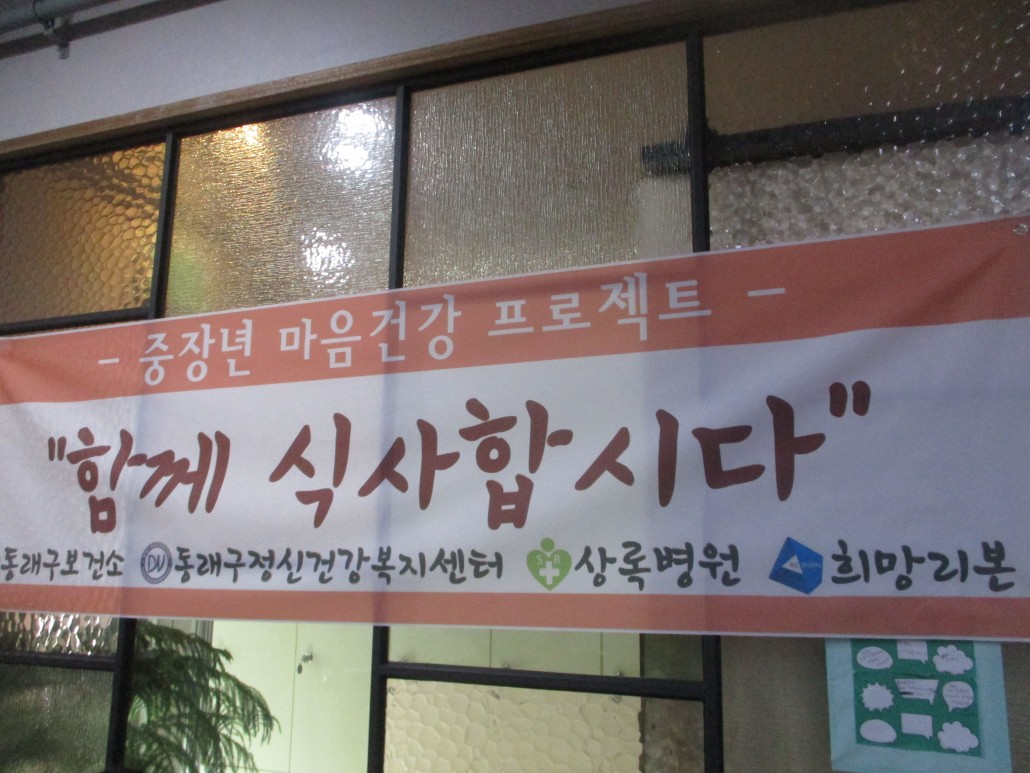 - 중장년 마음건강 프로젝트 -
"함께 식사합시다"
동래구보건소 동래구정신건강복지센터 S R 상록병원 희망리본